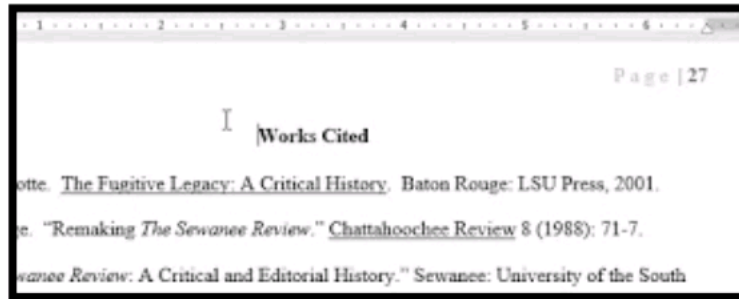 1 2 3 4 5 6
Page | 27
Works Cited
otte. The Fugitive Legacy: A Critical History. Baton Rouge: LSU Press, 2001.
e. “Remaking The Sewanee Review.” Chattahoochee Review 8 (1988): 71-7.
wanee Review: A Critical and Editorial History.” Sewanee: University of the South